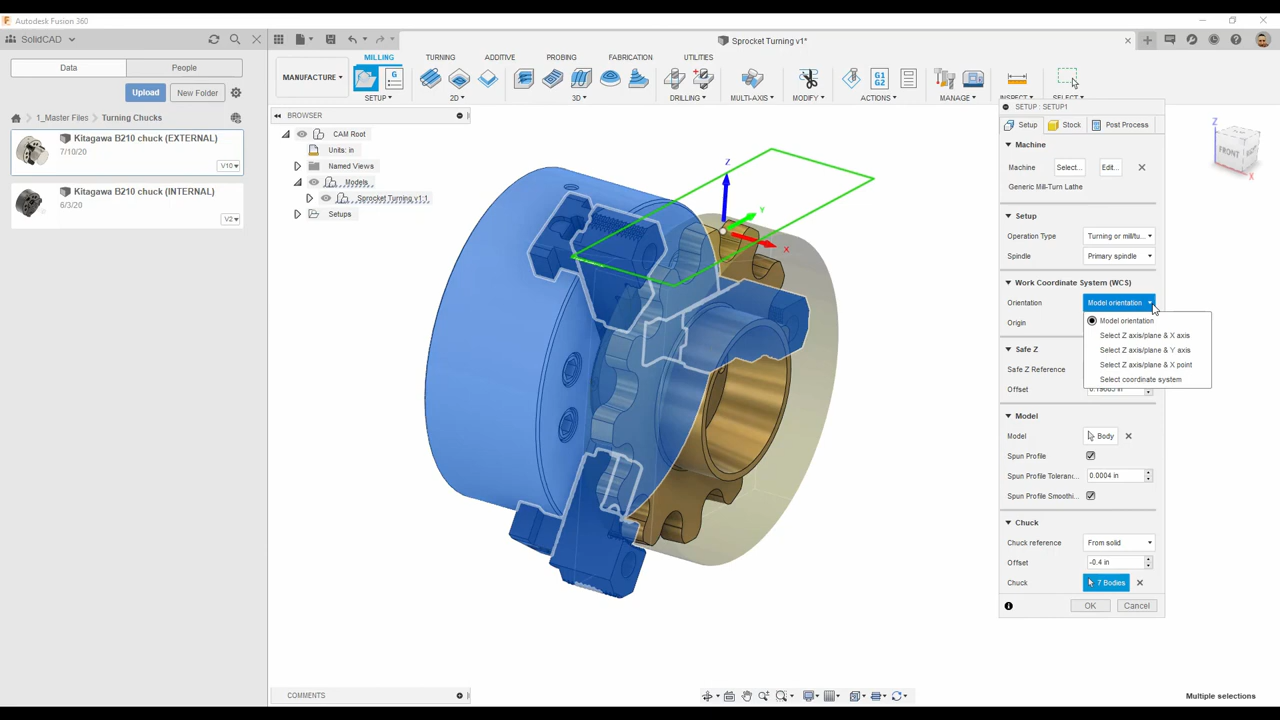 Autodesk Fusion 360
SolidCAD
Sprocket Turning v1*
Data
People
Upload
New Folder
1_Master Files
Turning Chucks
Kitagawa B210 chuck (EXTERNAL)
7/10/20
V10
Kitagawa B210 chuck (INTERNAL)
6/3/20
V2
MANUFACTURE
MILLING
TURNING
ADDITIVE
PROBING
FABRICATION
UTILITIES
G
G1
G2
SETUP
2D
3D
DRILLING
MULTI-AXIS
MODIFY
ACTIONS
MANAGE
INSPECT
SELECT
BROWSER
CAM Root
Units: in
Named Views
Models
Sprocket Turning v1:1
Setups
Z
Y
X
Z
FRONT
X
SETUP : SETUP1
Setup
Stock
Post Process
Machine
Machine
Select...
Edit...
Generic Mill-Turn Lathe
Setup
Operation Type
Turning or mill/tu...
Spindle
Primary spindle
Work Coordinate System (WCS)
Orientation
Model orientation
Model orientation
Select Z axis/plane & X axis
Select Z axis/plane & Y axis
Select Z axis/plane & X point
Select coordinate system
Origin
Safe Z
Safe Z Reference
Offset
Model
Model
Body
Spun Profile
Spun Profile Toleran...
0.0004 in
Spun Profile Smoothi...
Chuck
Chuck reference
From solid
Offset
-0.4 in
Chuck
7 Bodies
OK
Cancel
COMMENTS
Multiple selections